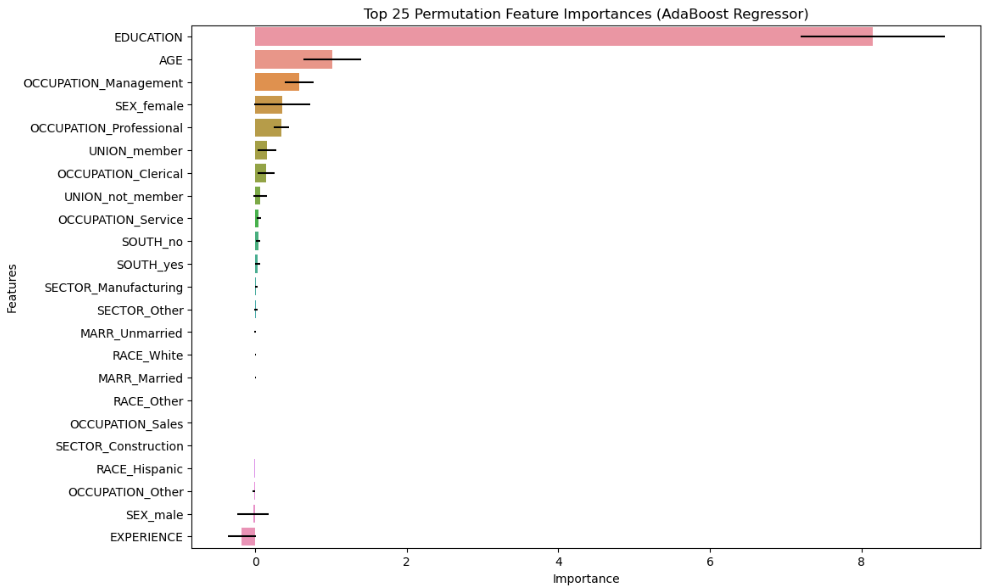 Top 25 Permutation Feature Importances (AdaBoost Regressor)
EDUCATION
AGE
OCCUPATION_Management
SEX_female
OCCUPATION_Professional
UNION_member
OCCUPATION_Clerical
UNION_not_member
OCCUPATION_Service
SOUTH_no
SOUTH_yes
SECTOR_Manufacturing
SECTOR_Other
MARR_Unmarried
RACE_White
MARR_Married
RACE_Other
OCCUPATION_Sales
SECTOR_Construction
RACE_Hispanic
OCCUPATION_Other
SEX_male
EXPERIENCE
Features
0 2 4 6 8
Importance